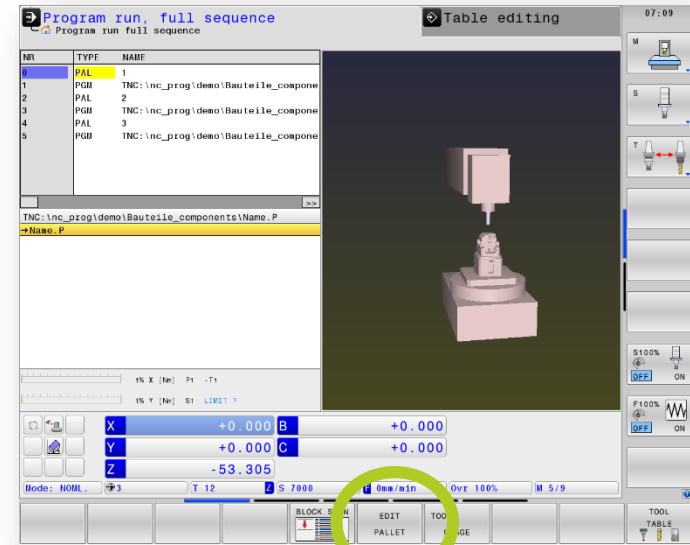 Program run, full sequence
Program run full sequence
Table editing
07:09
NR TYPE NAME
0 PAL 1
1 PGM TNC:\nc_prog\demo\Bauteile_compone
2 PAL 2
3 PGM TNC:\nc_prog\demo\Bauteile_compone
4 PAL 3
5 PGM TNC:\nc_prog\demo\Bauteile_compone
>>
TNC:\nc_prog\demo\Bauteile_components\Name.P
→Name.P
1% X [Nm] P1 -T1
1% Y [Nm] S1 LIMIT ?
X +0.000 B +0.000
Y +0.000 C +0.000
Z -53.305
Mode: NOML. 3 T 12 Z S 7000 F 0mm/min Ovr 100% M 5/9
M
S
T
S100%
OFF ON
F100%
OFF ON
BLOCK
EDIT
PALLET
TOOL
TABLE